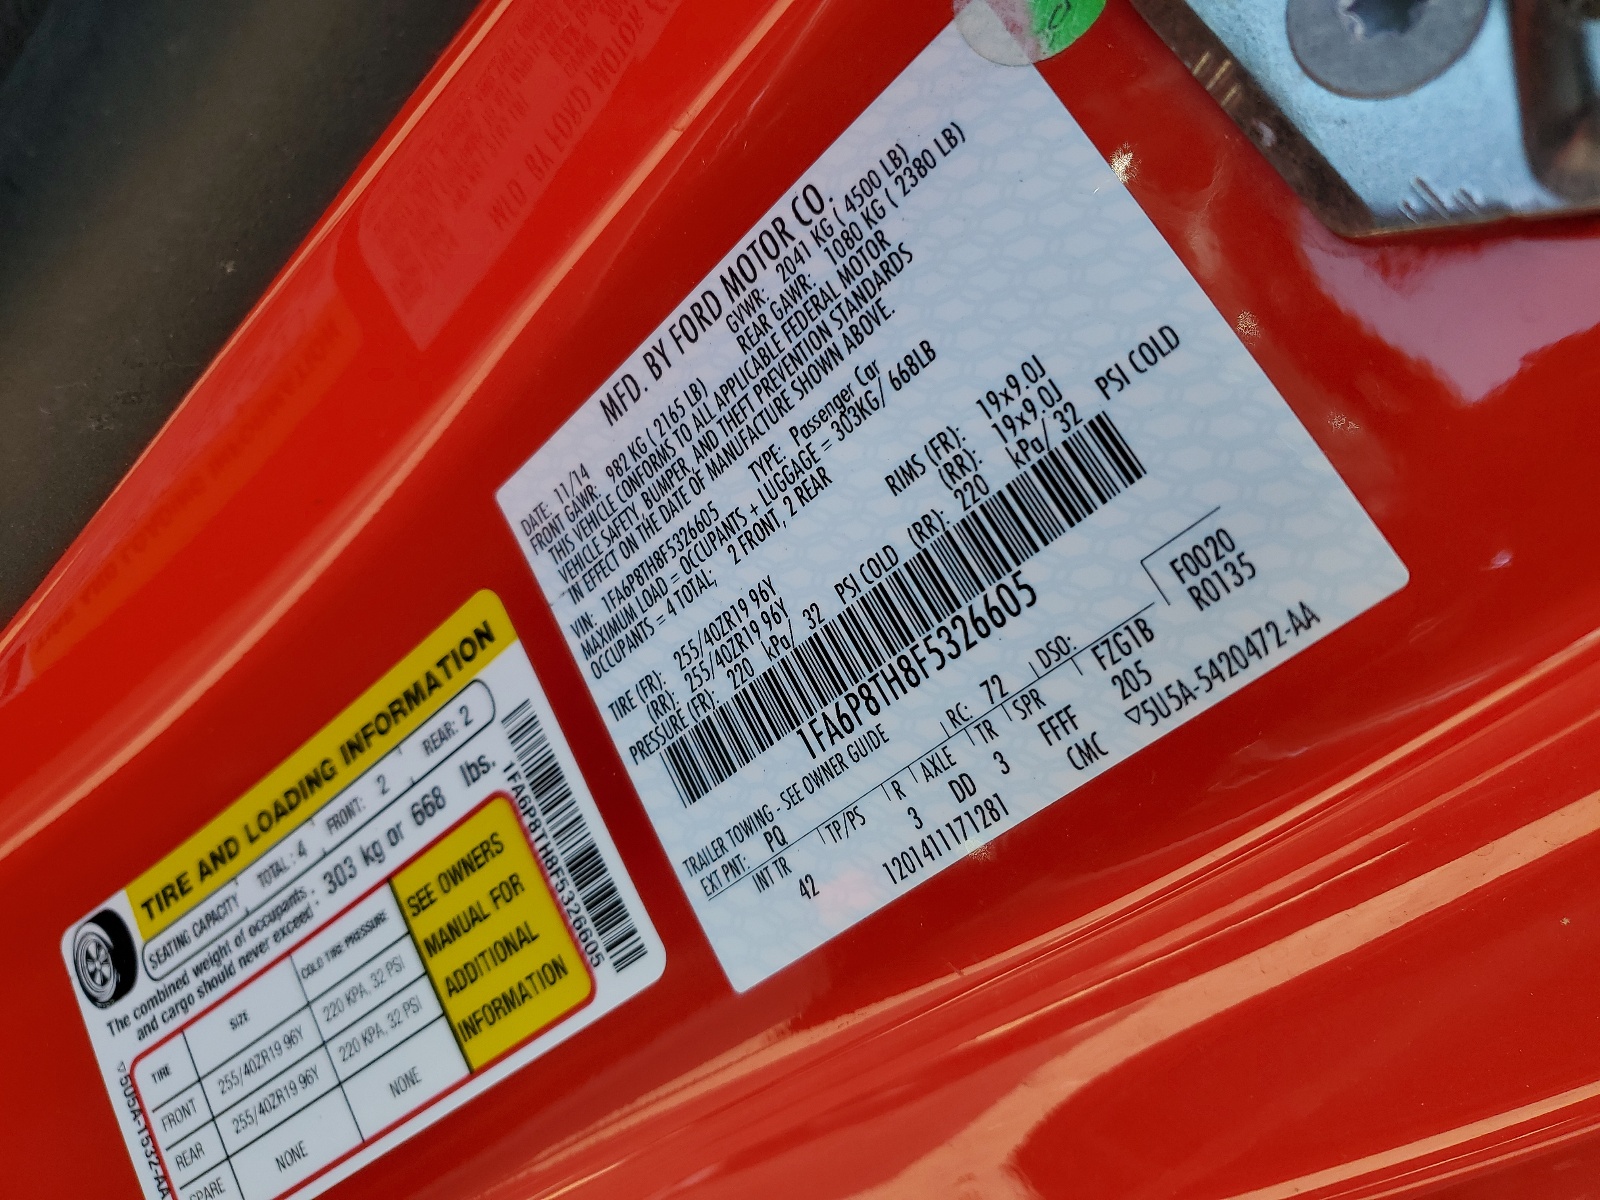 MFD. BY FORD MOTOR CO.
DATE: 11/14 GVWR: 2041 KG ( 4500 LB)
FRONT GAWR: 982 KG ( 2165 LB) REAR GAWR: 1080 KG ( 2380 LB)
THIS VEHICLE CONFORMS TO ALL APPLICABLE FEDERAL MOTOR
VEHICLE SAFETY, BUMPER, AND THEFT PREVENTION STANDARDS
IN EFFECT ON THE DATE OF MANUFACTURE SHOWN ABOVE.
VIN: 1FA6P8TH8F5326605 TYPE: Passenger Car
MAXIMUM LOAD = OCCUPANTS + LUGGAGE = 303KG/ 668LB
OCCUPANTS = 4 TOTAL; 2 FRONT, 2 REAR
TIRE (FR): 255/40ZR19 96Y RIMS (FR): 19x9.0J
(RR): 255/40ZR19 96Y (RR): 19x9.0J
PRESSURE (FR): 220 kPa/ 32 PSI COLD (RR): 220 kPa/ 32 PSI COLD
1FA6P8TH8F5326605
TRAILER TOWING - SEE OWNER GUIDE
EXT PNT: PQ RC: 72 DSO: F0020
INT TR TP/PS R AXLE TR SPR R0135
42 3 DD 3 FFFF FZG1B
205
1201411171281 CMC ▽5U5A-5420472-AA
TIRE AND LOADING INFORMATION
SEATING CAPACITY TOTAL: 4 FRONT: 2 REAR: 2
The combined weight of occupants
and cargo should never exceed: 303 kg or 668 lbs.
TIRE SIZE COLD TIRE PRESSURE
FRONT 255/40ZR19 96Y 220 KPA, 32 PSI
REAR 255/40ZR19 96Y 220 KPA, 32 PSI
SPARE NONE NONE
SEE OWNERS
MANUAL FOR
ADDITIONAL
INFORMATION
1FA6P8TH8F5326605
▽5U5A-1532-AA